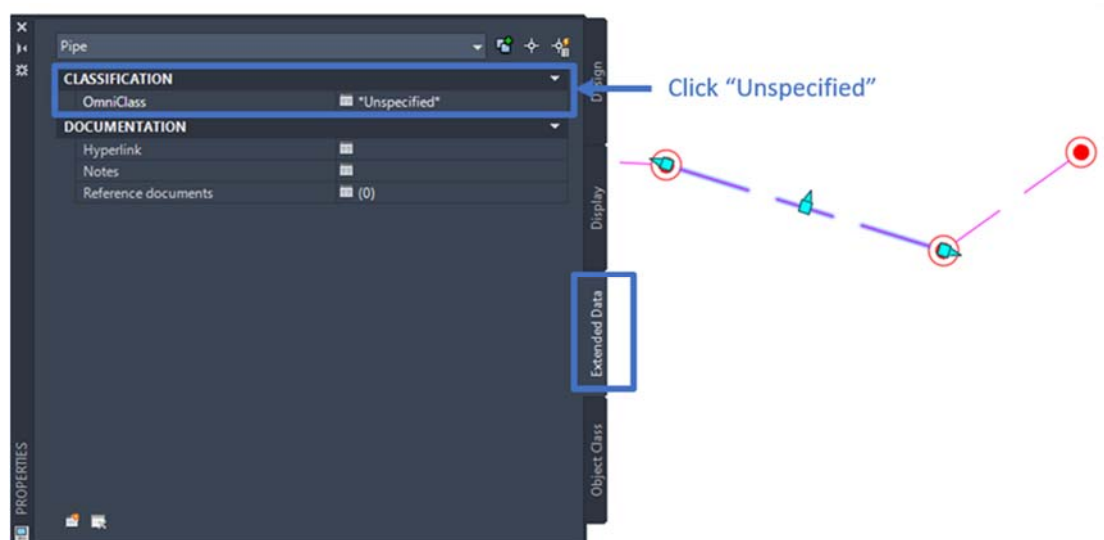 Pipe
CLASSIFICATION
OmniClass *Unspecified*
DOCUMENTATION
Hyperlink
Notes
Reference documents (0)
Design
Display
Extended Data
Object Class
PROPERTIES
Click “Unspecified”